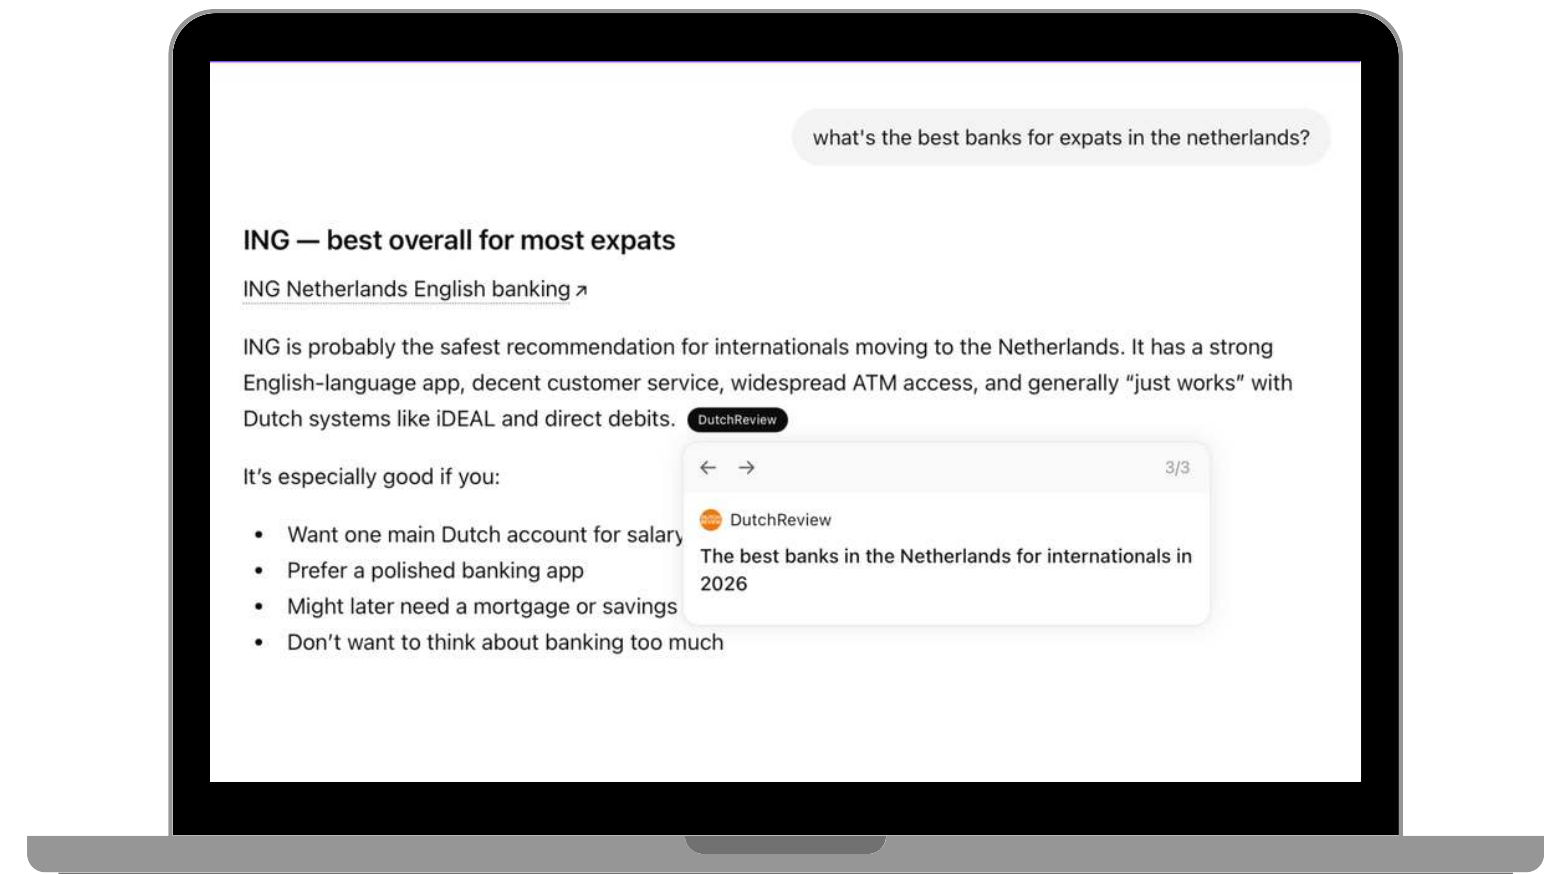 what's the best banks for expats in the netherlands?
ING — best overall for most expats
ING Netherlands English banking ↗
ING is probably the safest recommendation for internationals moving to the Netherlands. It has a strong
English-language app, decent customer service, widespread ATM access, and generally “just works” with
Dutch systems like iDEAL and direct debits. DutchReview
It’s especially good if you:
• Want one main Dutch account for salary
• Prefer a polished banking app
• Might later need a mortgage or savings
• Don’t want to think about banking too much
← → 3/3
DutchReview
The best banks in the Netherlands for internationals in
2026